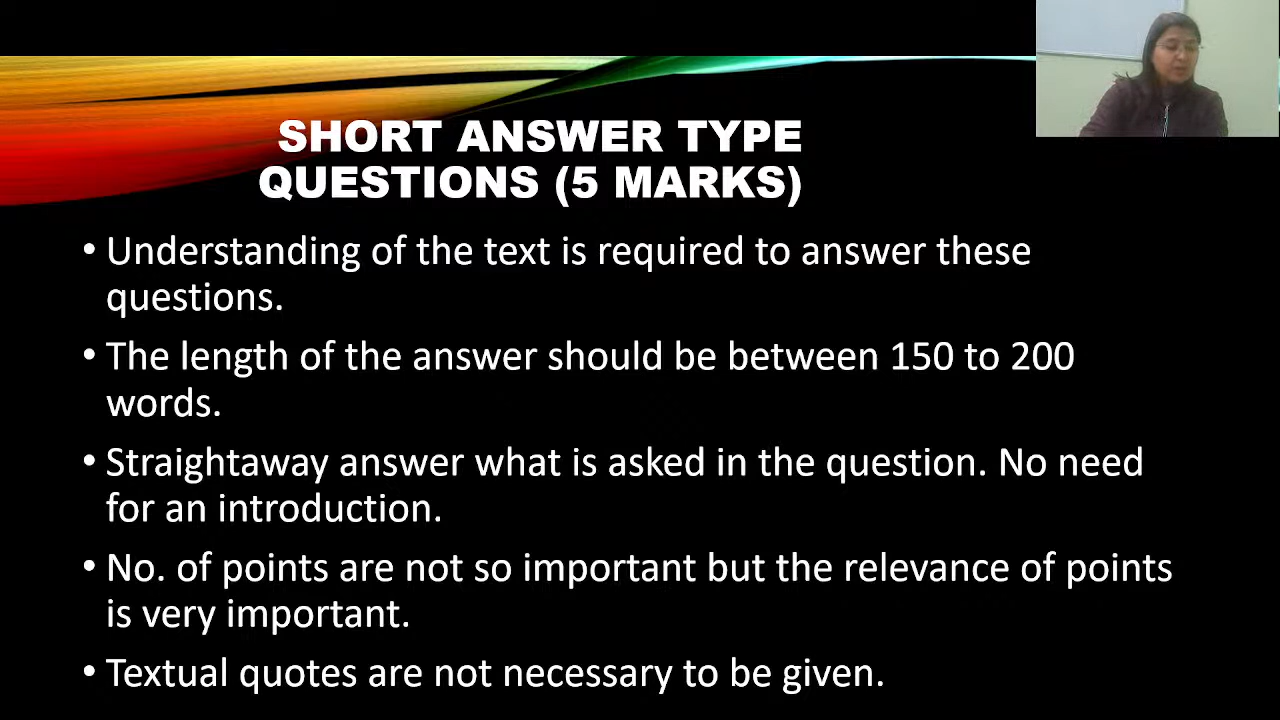 SHORT ANSWER TYPE
QUESTIONS (5 MARKS)
• Understanding of the text is required to answer these
questions.
• The length of the answer should be between 150 to 200
words.
• Straightaway answer what is asked in the question. No need
for an introduction.
• No. of points are not so important but the relevance of points
is very important.
• Textual quotes are not necessary to be given.